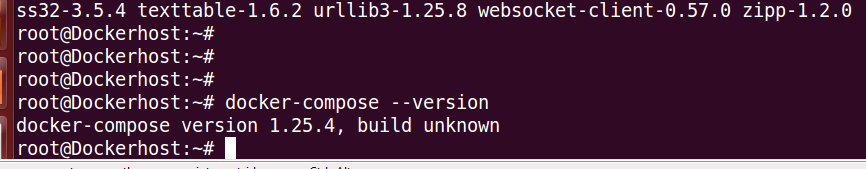 ss32-3.5.4 texttable-1.6.2 urllib3-1.25.8 websocket-client-0.57.0 zipp-1.2.0
root@Dockerhost:~#
root@Dockerhost:~#
root@Dockerhost:~#
root@Dockerhost:~# docker-compose --version
docker-compose version 1.25.4, build unknown
root@Dockerhost:~#